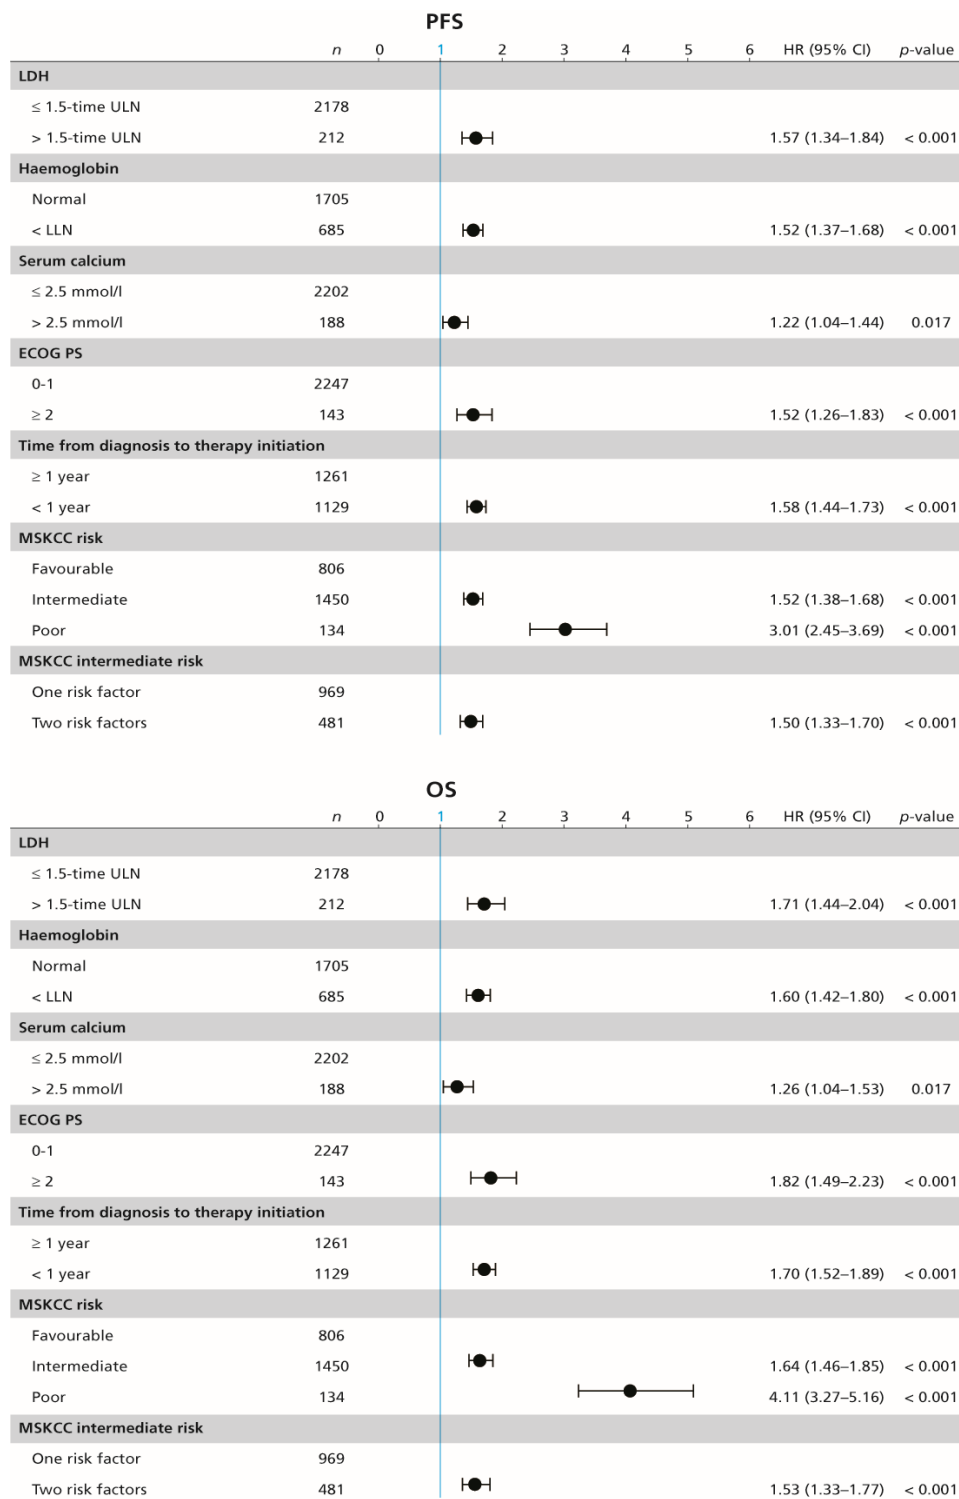 PFS
n 0 1 2 3 4 5 6 HR (95% CI) p-value
LDH
≤ 1.5-time ULN 2178
> 1.5-time ULN 212 1.57 (1.34–1.84) < 0.001
Haemoglobin
Normal 1705
< LLN 685 1.52 (1.37–1.68) < 0.001
Serum calcium
≤ 2.5 mmol/l 2202
> 2.5 mmol/l 188 1.22 (1.04–1.44) 0.017
ECOG PS
0-1 2247
≥ 2 143 1.52 (1.26–1.83) < 0.001
Time from diagnosis to therapy initiation
≥ 1 year 1261
< 1 year 1129 1.58 (1.44–1.73) < 0.001
MSKCC risk
Favourable 806
Intermediate 1450 1.52 (1.38–1.68) < 0.001
Poor 134 3.01 (2.45–3.69) < 0.001
MSKCC intermediate risk
One risk factor 969
Two risk factors 481 1.50 (1.33–1.70) < 0.001
OS
n 0 1 2 3 4 5 6 HR (95% CI) p-value
LDH
≤ 1.5-time ULN 2178
> 1.5-time ULN 212 1.71 (1.44–2.04) < 0.001
Haemoglobin
Normal 1705
< LLN 685 1.60 (1.42–1.80) < 0.001
Serum calcium
≤ 2.5 mmol/l 2202
> 2.5 mmol/l 188 1.26 (1.04–1.53) 0.017
ECOG PS
0-1 2247
≥ 2 143 1.82 (1.49–2.23) < 0.001
Time from diagnosis to therapy initiation
≥ 1 year 1261
< 1 year 1129 1.70 (1.52–1.89) < 0.001
MSKCC risk
Favourable 806
Intermediate 1450 1.64 (1.46–1.85) < 0.001
Poor 134 4.11 (3.27–5.16) < 0.001
MSKCC intermediate risk
One risk factor 969
Two risk factors 481 1.53 (1.33–1.77) < 0.001